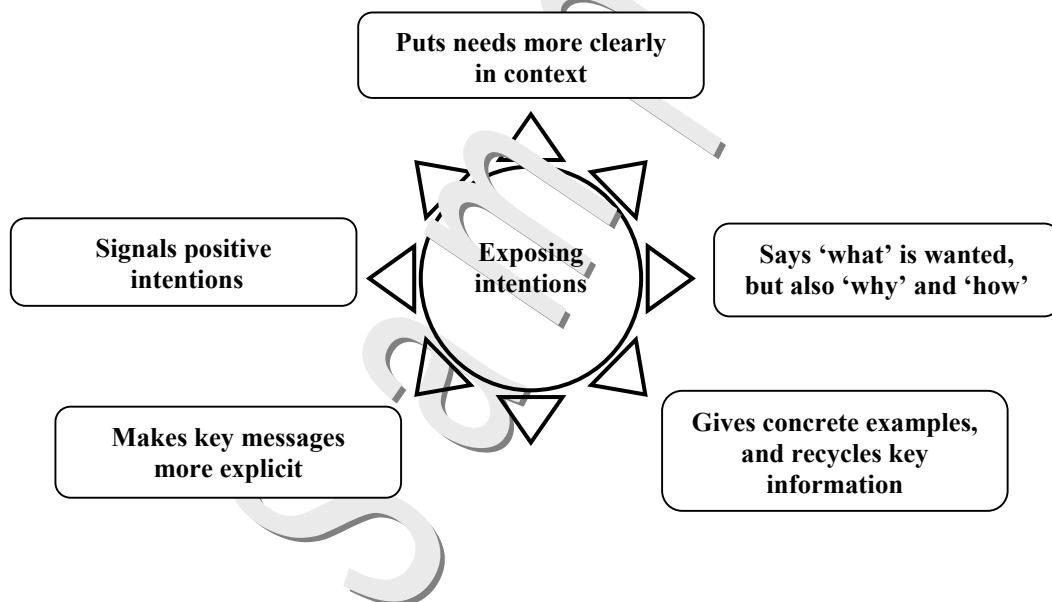 Puts needs more clearly
in context
Signals positive
intentions
Exposing
intentions
Says ‘what’ is wanted,
but also ‘why’ and ‘how’
Makes key messages
more explicit
Gives concrete examples,
and recycles key
information